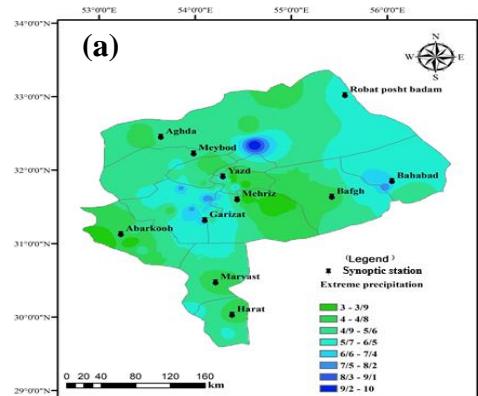 53°0'0"E 54°0'0"E 55°0'0"E 56°0'0"E
34°0'0"N
(a)
N
W E
S
33°0'0"N
Robat posht badam
Aghda
Meybod
32°0'0"N
Yazd
Bahabad
Mehriz
Bafgh
Garizat
Abarkooh
31°0'0"N
(Legend)
Synoptic station
Extreme precipitation
Marvast
3 - 3/9
Harat
4 - 4/8
30°0'0"N
4/9 - 5/6
5/7 - 6/5
6/6 - 7/4
7/5 - 8/2
8/3 - 9/1
9/2 - 10
0 20 40 80 120 160
km
29°0'0"N